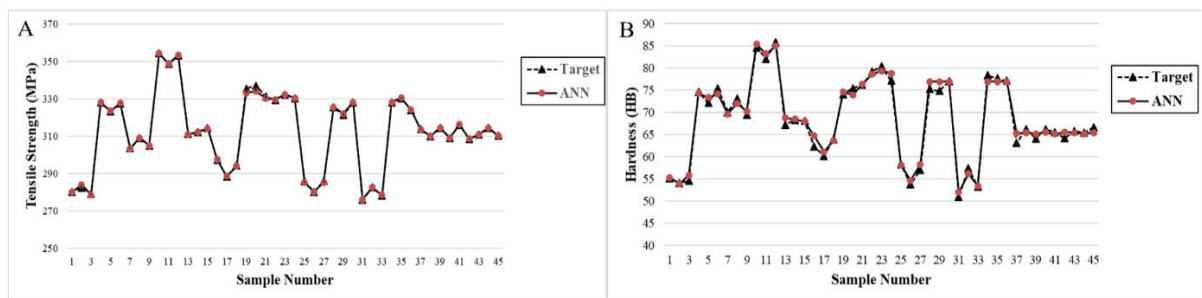 A
Tensile Strength (MPa)
370
350
330
310
290
270
250
1 3 5 7 9 11 13 15 17 19 21 23 25 27 29 31 33 35 37 39 41 43 45
Sample Number
Target
ANN
B
Hardness (HB)
90
85
80
75
70
65
60
55
50
45
40
1 3 5 7 9 11 13 15 17 19 21 23 25 27 29 31 33 35 37 39 41 43 45
Sample Number
Target
ANN